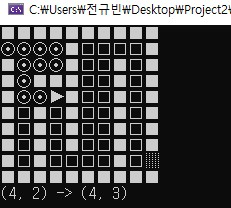 C:₩Users₩전규빈₩Desktop₩Project2₩
(4, 2) -> (4, 3)